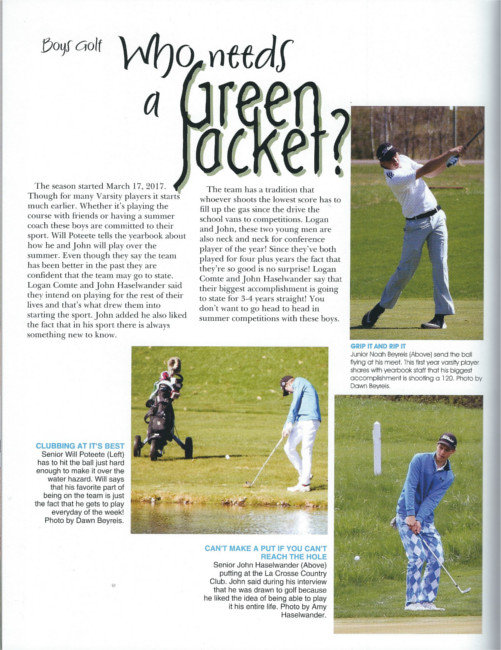 Boys Golf
Who needs
a Green
Jacket?
The season started March 17, 2017.
Though for many Varsity players it starts
much earlier. Whether it's playing the
course with friends or having a summer
coach these boys are committed to their
sport. Will Poteete tells the yearbook about
how he and John will play over the
summer. Even though they say the team
has been better in the past they are
confident that the team may go to state.
Logan Comte and John Haselwander said
they intend on playing for the rest of their
lives and that's what drew them into
starting the sport. John added he also liked
the fact that in his sport there is always
something new to know.
The team has a tradition that
whoever shoots the lowest score has to
fill up the gas since the drive the
school vans to competitions. Logan
and John, these two young men are
also neck and neck for conference
player of the year! Since they've both
played for four plus years the fact that
they're so good is no surprise! Logan
Comte and John Haselwander say that
their biggest accomplishment is going
to state for 3-4 years straight! You
don't want to go head to head in
summer competitions with these boys.
GRIP IT AND RIP IT
Junior Noah Beyreis (Above) send the ball
flying at his meet. This first year varsity player
shares with yearbook staff that his biggest
accomplishment is shooting a 120. Photo by
Dawn Beyreis.
CLUBBING AT IT'S BEST
Senior Will Poteete (Left)
has to hit the ball just hard
enough to make it over the
water hazard. Will says
that his favorite part of
being on the team is just
the fact that he gets to play
everyday of the week!
Photo by Dawn Beyreis.
CAN'T MAKE A PUT IF YOU CAN'T
REACH THE HOLE
Senior John Haselwander (Above)
putting at the La Crosse Country
Club. John said during his interview
that he was drawn to golf because
he liked the idea of being able to play
it his entire life. Photo by Amy
Haselwander.